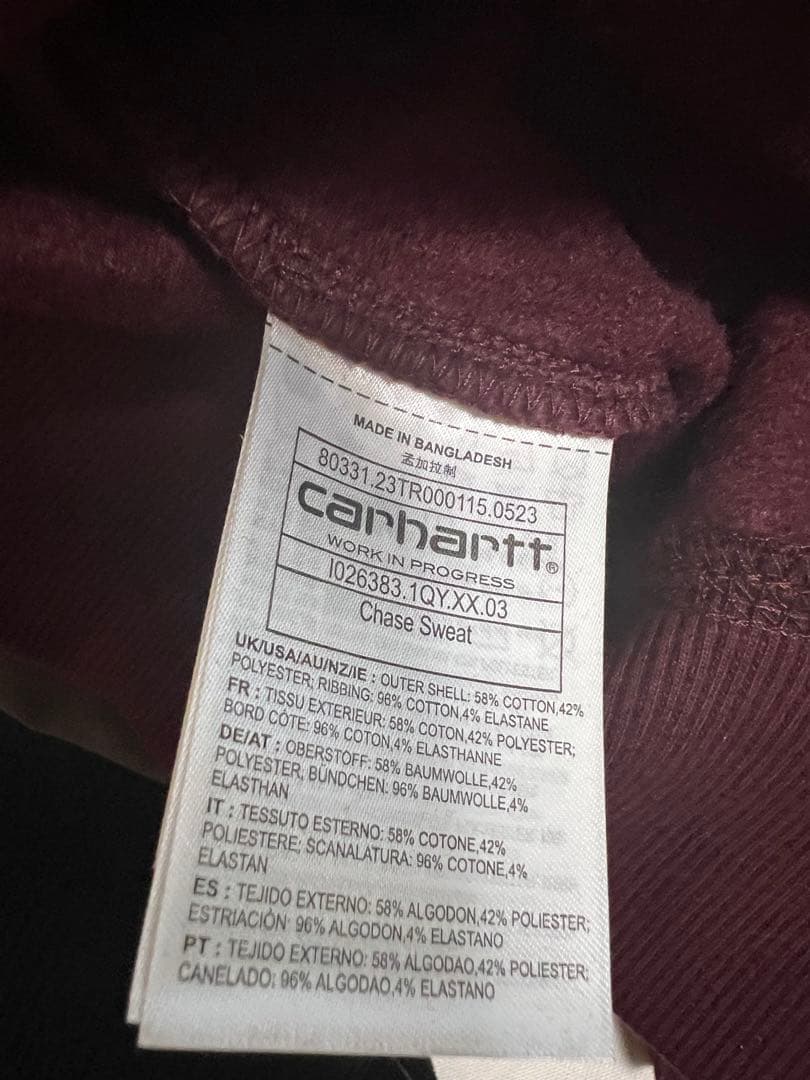 MADE IN BANGLADESH
孟加拉制
80331.23TR000115.0523
carhartt®
WORK IN PROGRESS
I026383.1QY.XX.03
Chase Sweat
UK/USA/AU/NZ/IE : OUTER SHELL: 58% COTTON,42%
POLYESTER; RIBBING: 96% COTTON,4% ELASTANE
FR : TISSU EXTERIEUR: 58% COTON,42% POLYESTER;
BORD CÔTE: 96% COTON,4% ELASTHANNE
DE/AT : OBERSTOFF: 58% BAUMWOLLE,42%
POLYESTER, BÜNDCHEN: 96% BAUMWOLLE,4%
ELASTHAN
IT : TESSUTO ESTERNO: 58% COTONE,42%
POLIESTERE; SCANALATURA: 96% COTONE,4%
ELASTAN
ES : TEJIDO EXTERNO: 58% ALGODON,42% POLIESTER;
ESTRIACIÓN: 96% ALGODON,4% ELASTANO
PT : TEJIDO EXTERNO: 58% ALGODAO,42% POLIESTER;
CANELADO: 96% ALGODAO,4% ELASTANO